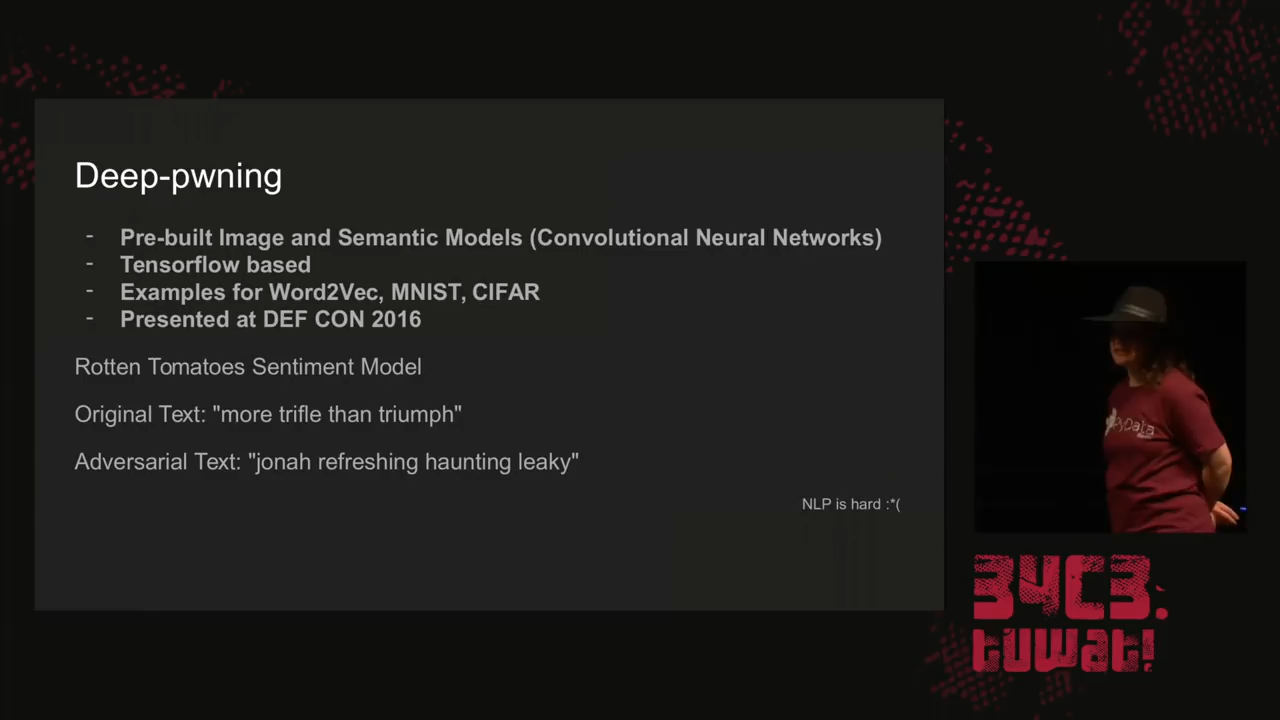 Deep-pwning
- Pre-built Image and Semantic Models (Convolutional Neural Networks)
- Tensorflow based
- Examples for Word2Vec, MNIST, CIFAR
- Presented at DEF CON 2016
Rotten Tomatoes Sentiment Model
Original Text: "more trifle than triumph"
Adversarial Text: "jonah refreshing haunting leaky"
NLP is hard :*(
PyData
34C3.
tuwat!